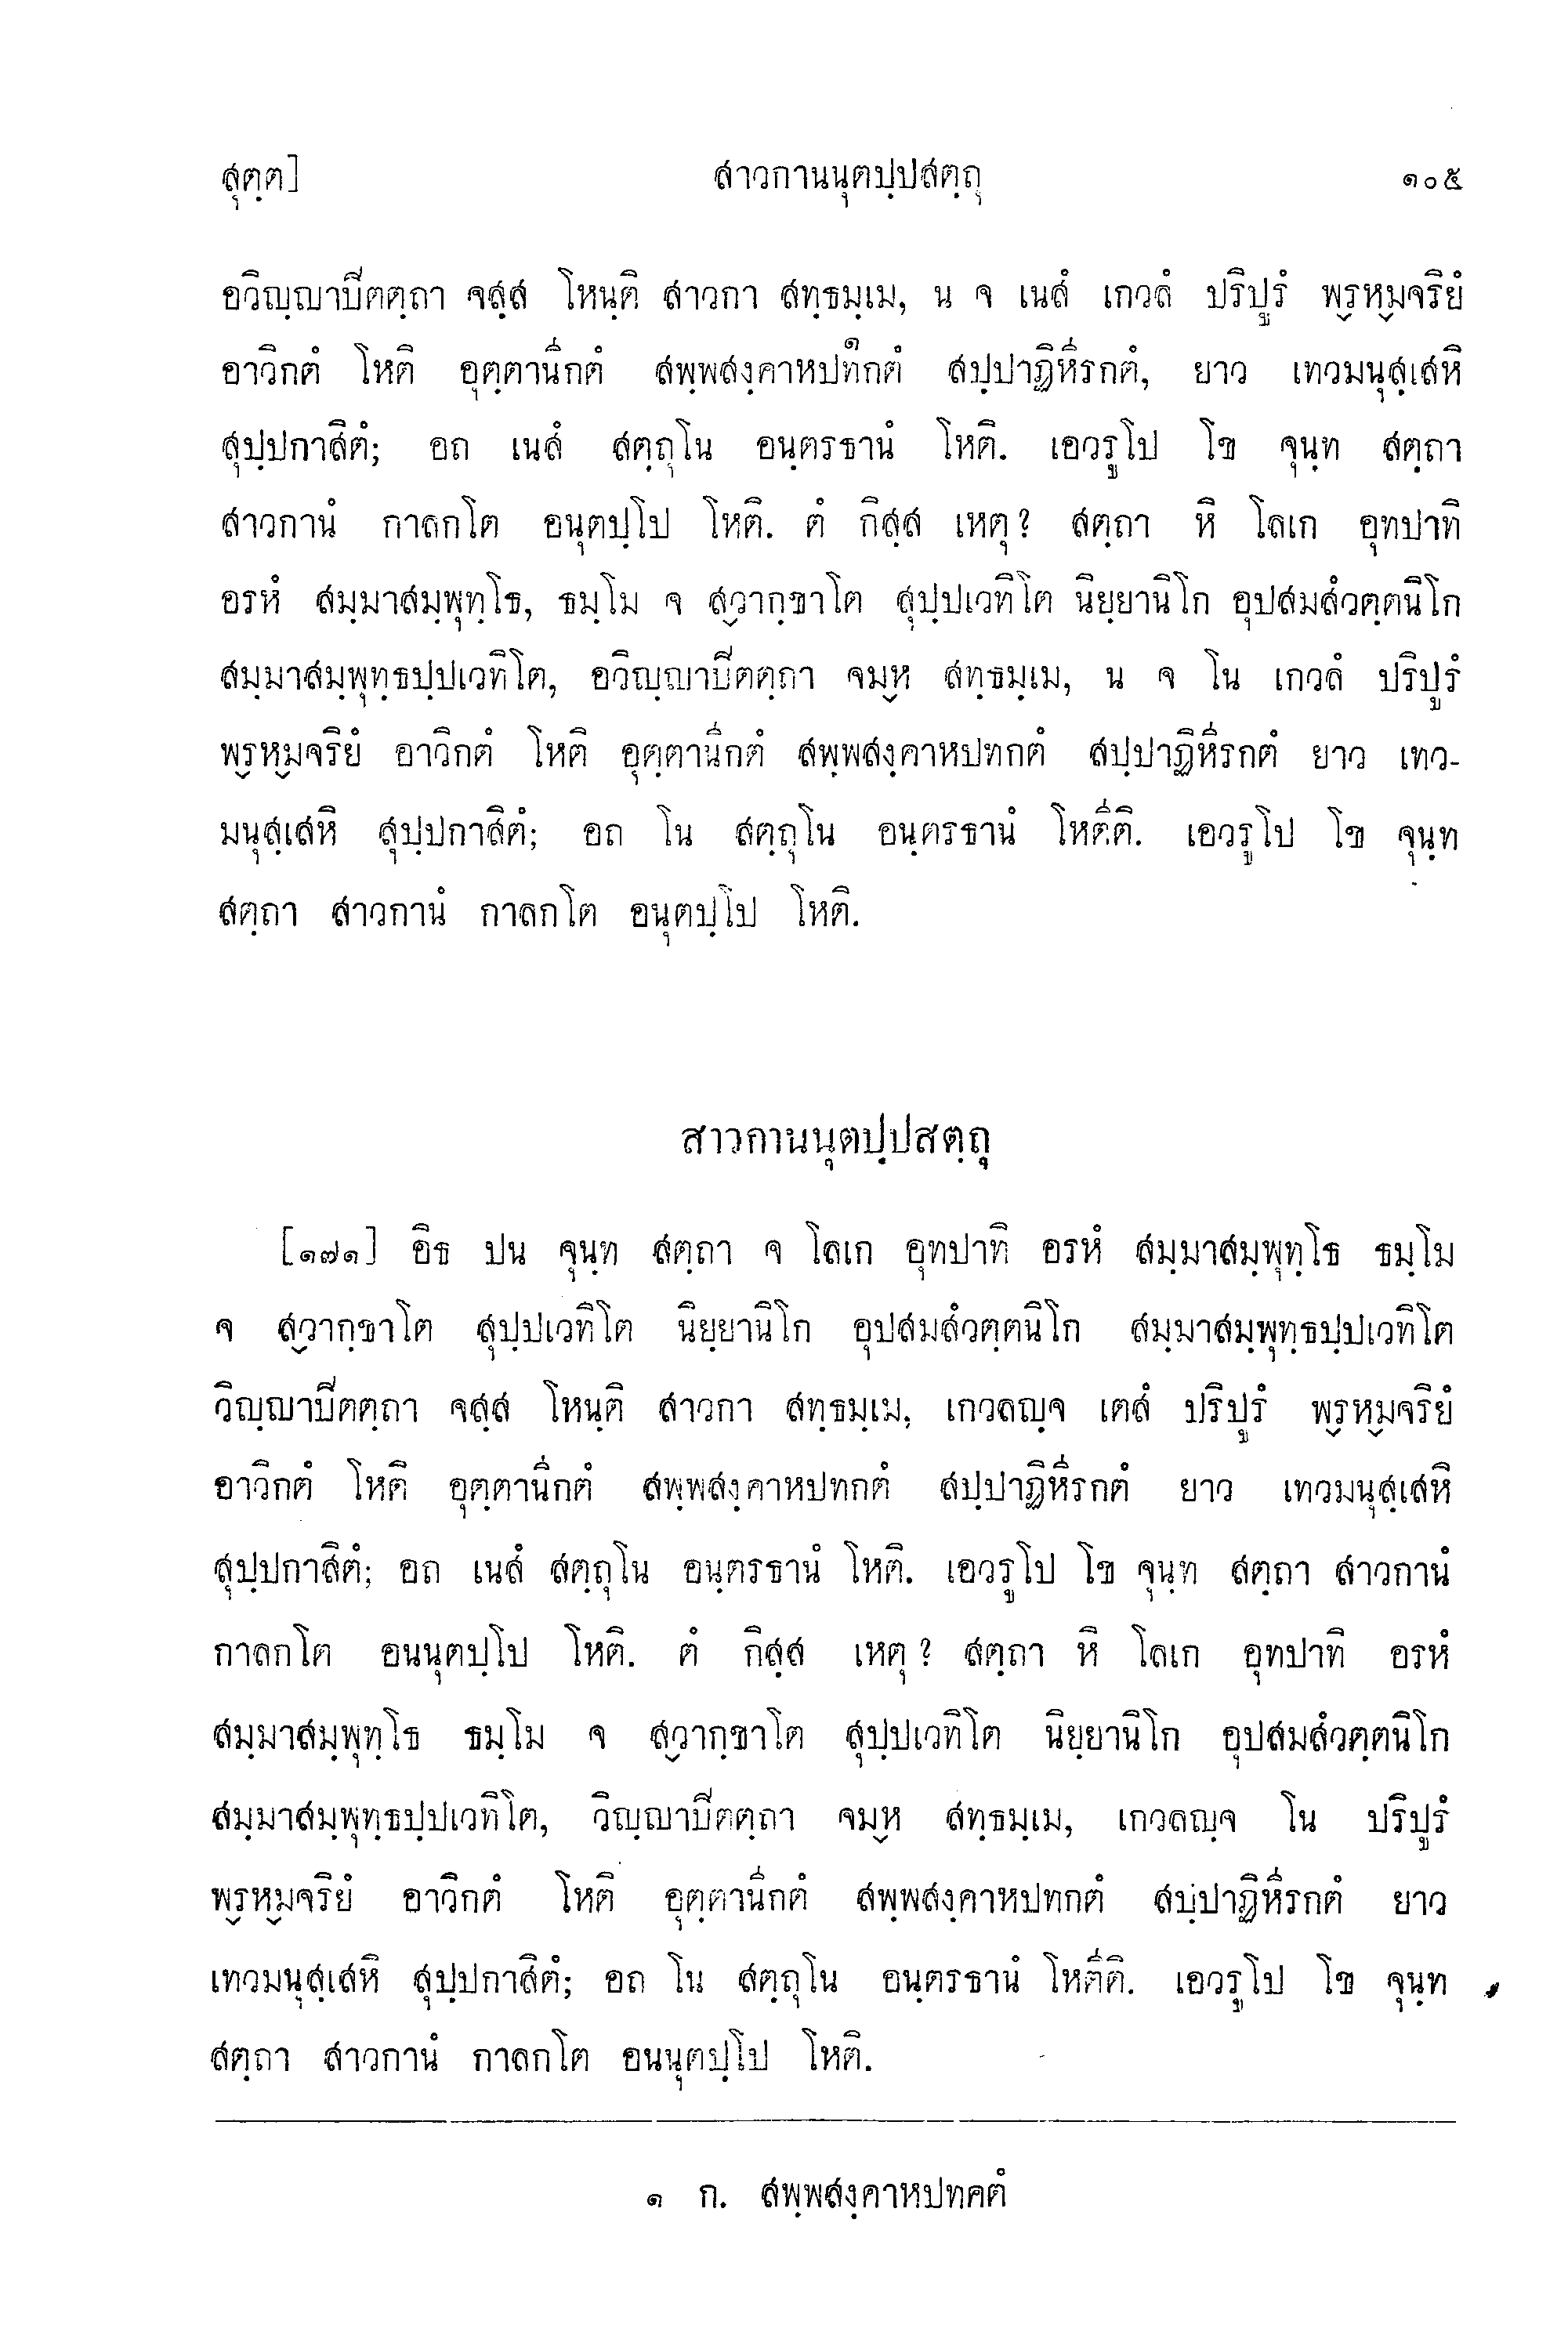 สุตฺต] สาวกานนุตปฺปสตฺถุ ๑๐๕
อวิญฺญาปีตตฺถา จสฺส โหนฺติ สาวกา สทฺธมฺเม, น จ เนสํ เกวลํ ปริปูรํ พฺรหฺมจริยํ
อาวิกตํ โหติ อุตฺตานีกตํ สพฺพสงฺคาหปทกตํ๑ สปฺปาฏิหีรกตํ, ยาว เทวมนุสฺเสหิ
สุปฺปกาสิตํ; อถ เนสํ สตฺถุโน อนฺตรธานํ โหติ. เอวรูโป โข จุนฺท สตฺถา
สาวกานํ กาลกโต อนุตปฺโป โหติ. ตํ กิสฺส เหตุ? สตฺถา หิ โลเก อุทปาทิ
อรหํ สมฺมาสมฺพุทฺโธ, ธมฺโม จ สฺวากฺขาโต สุปฺปเวทิโต นิยฺยานิโก อุปสมสํวตฺตนิโก
สมฺมาสมฺพุทฺธปฺปเวทิโต, อวิญฺญาปีตตฺถา จมฺห สทฺธมฺเม, น จ โน เกวลํ ปริปูรํ
พฺรหฺมจริยํ อาวิกตํ โหติ อุตฺตานีกตํ สพฺพสงฺคาหปทกตํ สปฺปาฏิหีรกตํ ยาว เทว-
มนุสฺเสหิ สุปฺปกาสิตํ; อถ โน สตฺถุโน อนฺตรธานํ โหตีติ. เอวรูโป โข จุนฺท
สตฺถา สาวกานํ กาลกโต อนุตปฺโป โหติ.
สาวกานนุตปฺปสตฺถุ
[๑๗๑] อิธ ปน จุนฺท สตฺถา จ โลเก อุทปาทิ อรหํ สมฺมาสมฺพุทฺโธ ธมฺโม
จ สฺวากฺขาโต สุปฺปเวทิโต นิยฺยานิโก อุปสมสํวตฺตนิโก สมฺมาสมฺพุทฺธปฺปเวทิโต
วิญฺญาปีตตฺถา จสฺส โหนฺติ สาวกา สทฺธมฺเม, เกวลญฺจ เตสํ ปริปูรํ พฺรหฺมจริยํ
อาวิกตํ โหติ อุตฺตานีกตํ สพฺพสงฺคาหปทกตํ สปฺปาฏิหีรกตํ ยาว เทวมนุสฺเสหิ
สุปฺปกาสิตํ; อถ เนสํ สตฺถุโน อนฺตรธานํ โหติ. เอวรูโป โข จุนฺท สตฺถา สาวกานํ
กาลกโต อนนุตปฺโป โหติ. ตํ กิสฺส เหตุ? สตฺถา หิ โลเก อุทปาทิ อรหํ
สมฺมาสมฺพุทฺโธ ธมฺโม จ สฺวากฺขาโต สุปฺปเวทิโต นิยฺยานิโก อุปสมสํวตฺตนิโก
สมฺมาสมฺพุทฺธปฺปเวทิโต, วิญฺญาปีตตฺถา จมฺห สทฺธมฺเม, เกวลญฺจ โน ปริปูรํ
พฺรหฺมจริยํ อาวิกตํ โหติ อุตฺตานีกตํ สพฺพสงฺคาหปทกตํ สปฺปาฏิหีรกตํ ยาว
เทวมนุสฺเสหิ สุปฺปกาสิตํ; อถ โน สตฺถุโน อนฺตรธานํ โหตีติ. เอวรูโป โข จุนฺท
สตฺถา สาวกานํ กาลกโต อนนุตปฺโป โหติ.
๑ ก. สพฺพสงฺคาหปทคตํ